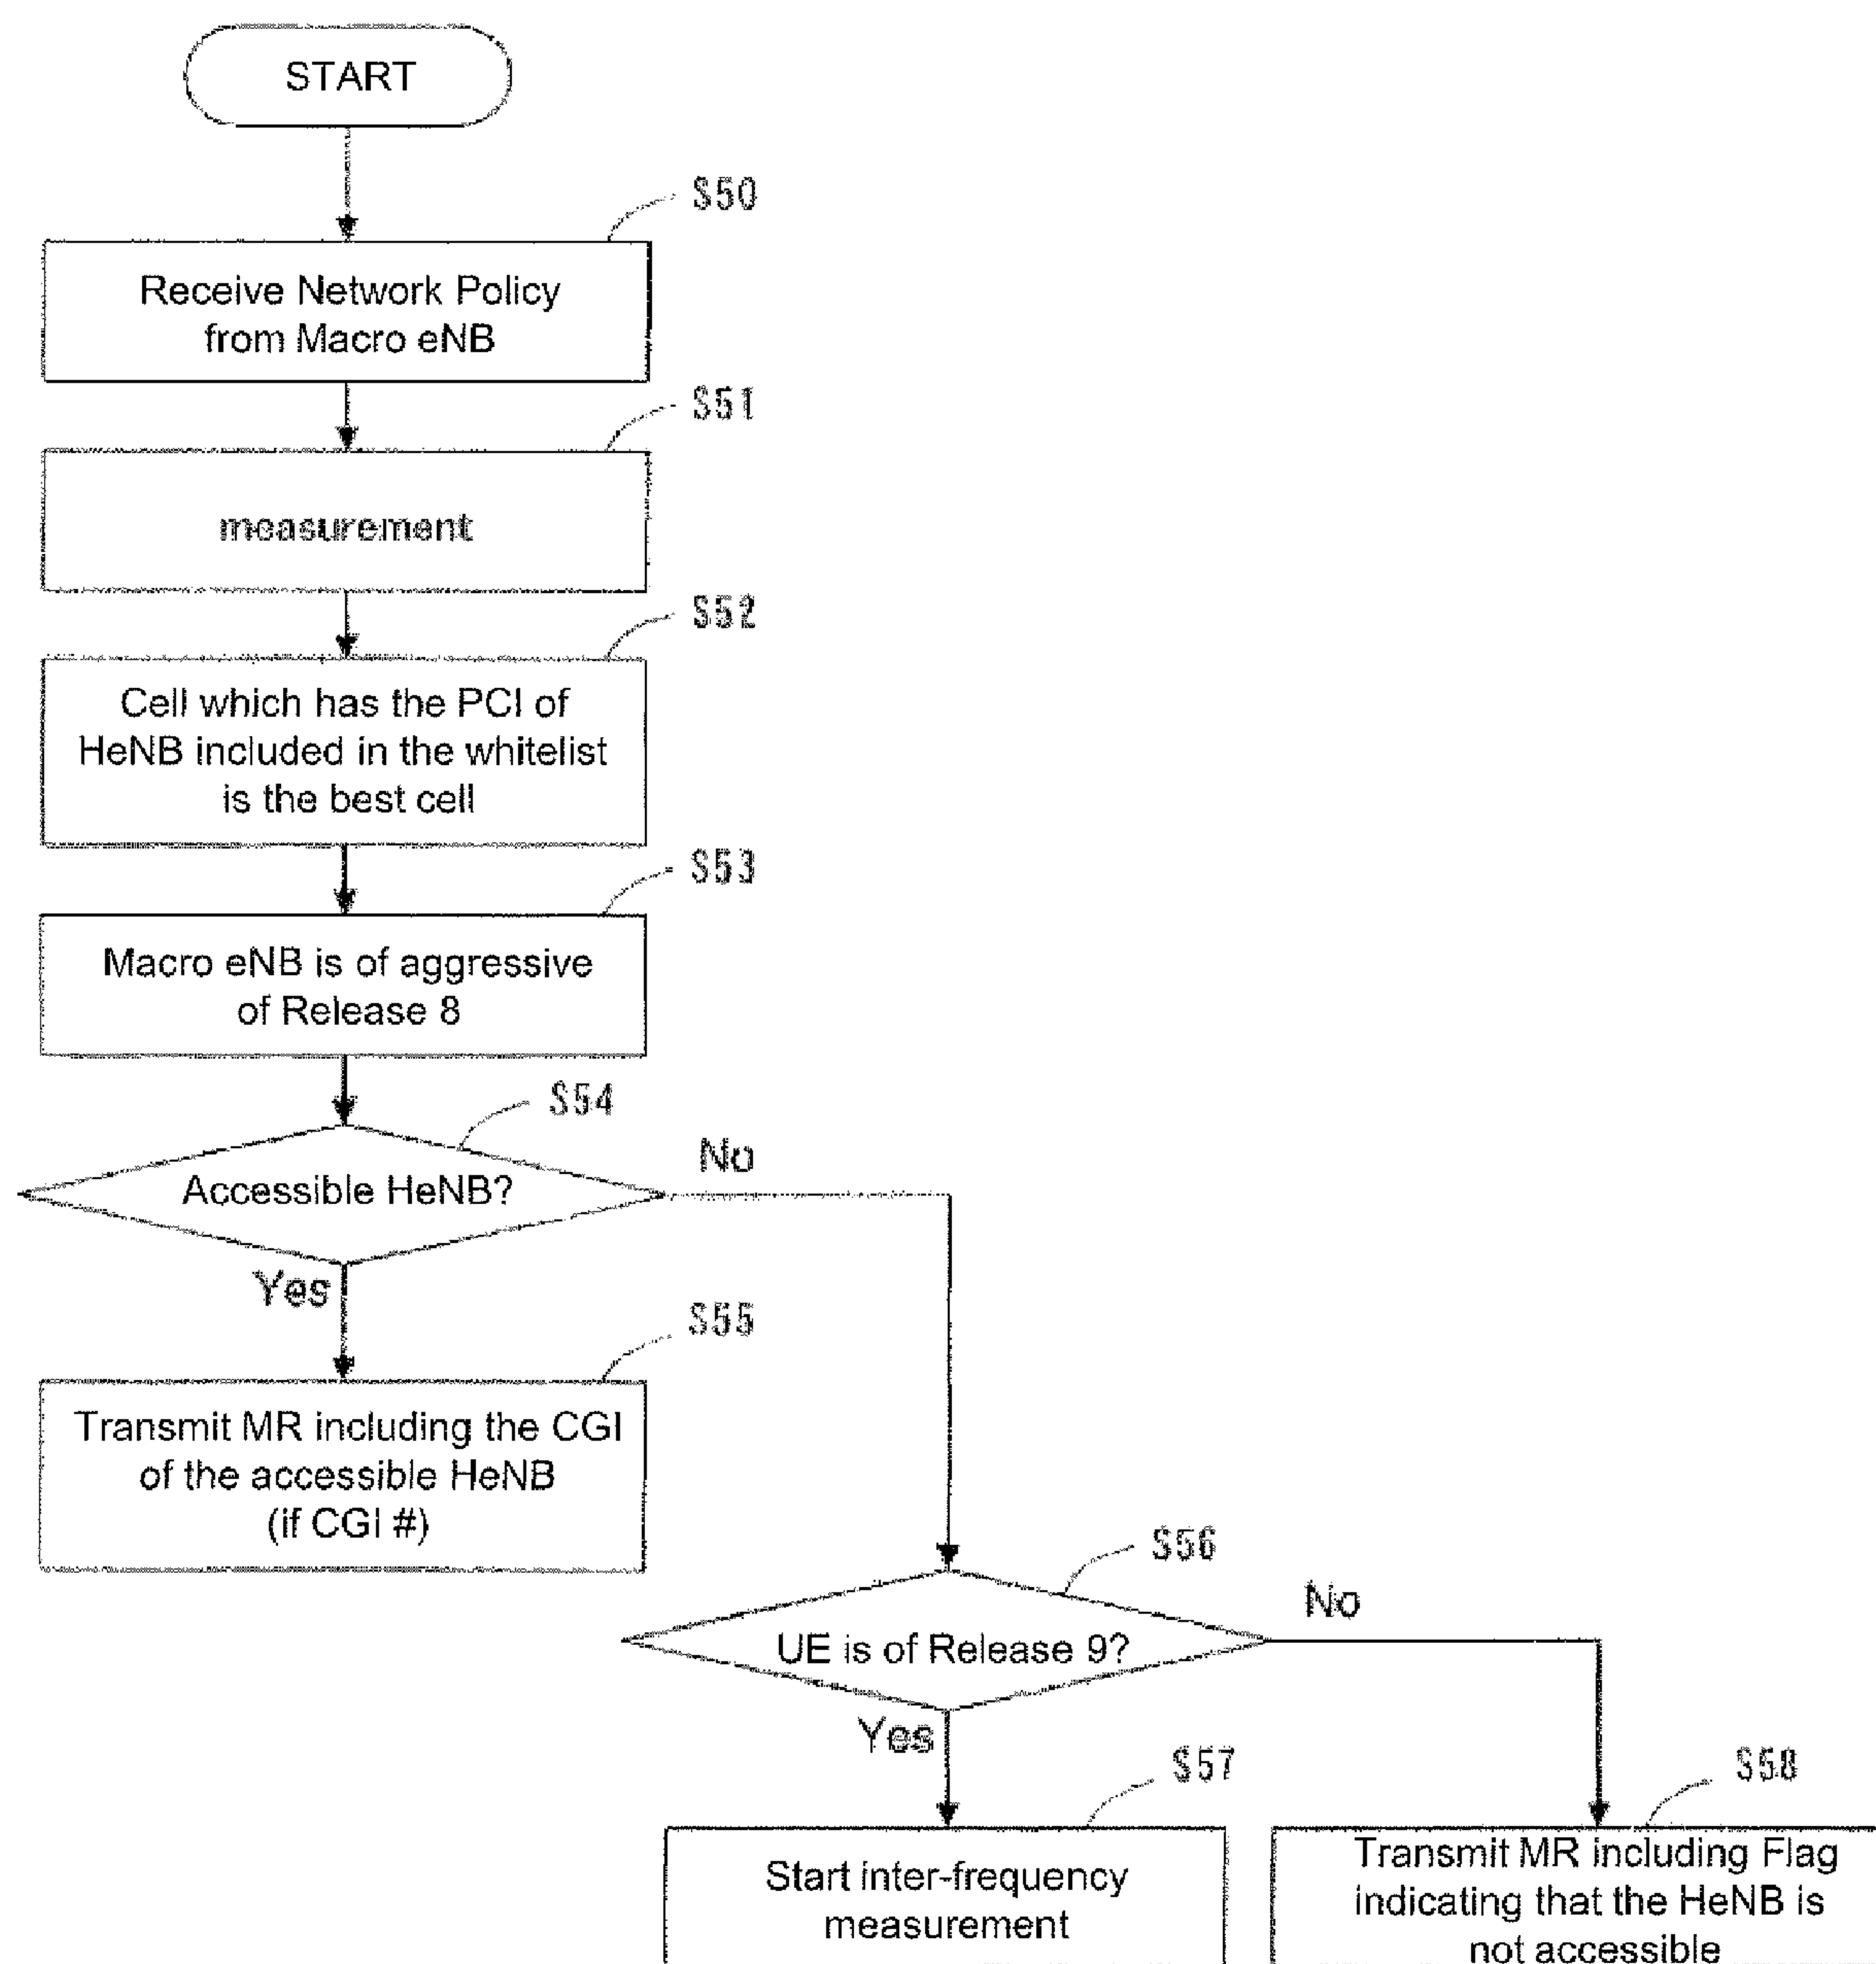 START
S50
Receive Network Policy
from Macro eNB
S51
measurement
S52
Cell which has the PCI of
HeNB included in the whitelist
is the best cell
S53
Macro eNB is of aggressive
of Release 8
S54
Accessible HeNB?
No
Yes
S55
Transmit MR including the CGI
of the accessible HeNB
(if CGI #)
S56
UE is of Release 9?
No
Yes
S57
Start inter-frequency
measurement
S58
Transmit MR including Flag
indicating that the HeNB is
not accessible